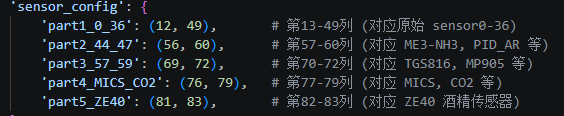 'sensor_config': {
'part1_0_36': (12, 49), # 第13-49列 (对应原始 sensor0-36)
'part2_44_47': (56, 60), # 第57-60列 (对应 ME3-NH3, PID_AR 等)
'part3_57_59': (69, 72), # 第70-72列 (对应 TGS816, MP905 等)
'part4_MICS_CO2': (76, 79), # 第77-79列 (对应 MICS, CO2 等)
'part5_ZE40': (81, 83), # 第82-83列 (对应 ZE40 酒精传感器)